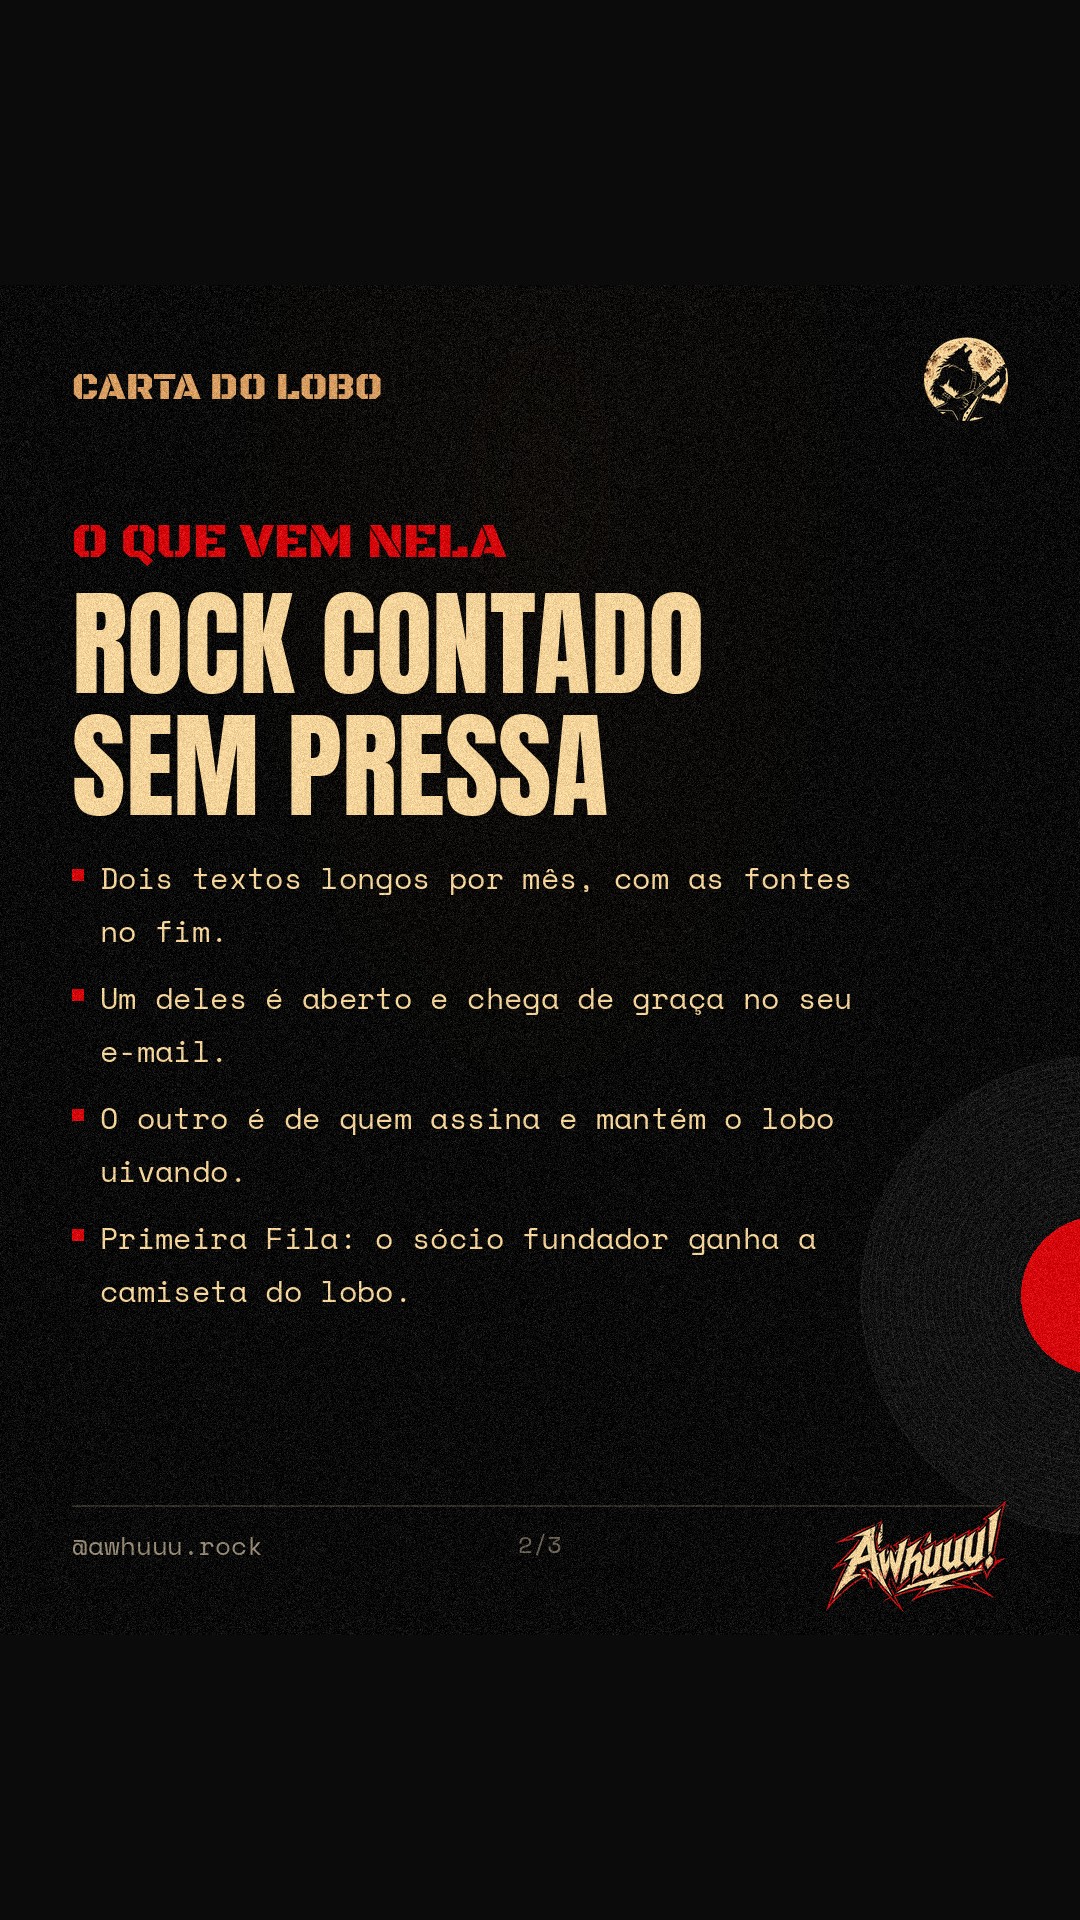 CARTA DO LOBO
O QUE VEM NELA
ROCK CONTADO
SEM PRESSA
Dois textos longos por mês, com as fontes
no fim.
Um deles é aberto e chega de graça no seu
e-mail.
O outro é de quem assina e mantém o lobo
uivando.
Primeira Fila: o sócio fundador ganha a
camiseta do lobo.
@awhuuu.rock
2/3
Awhuuu!